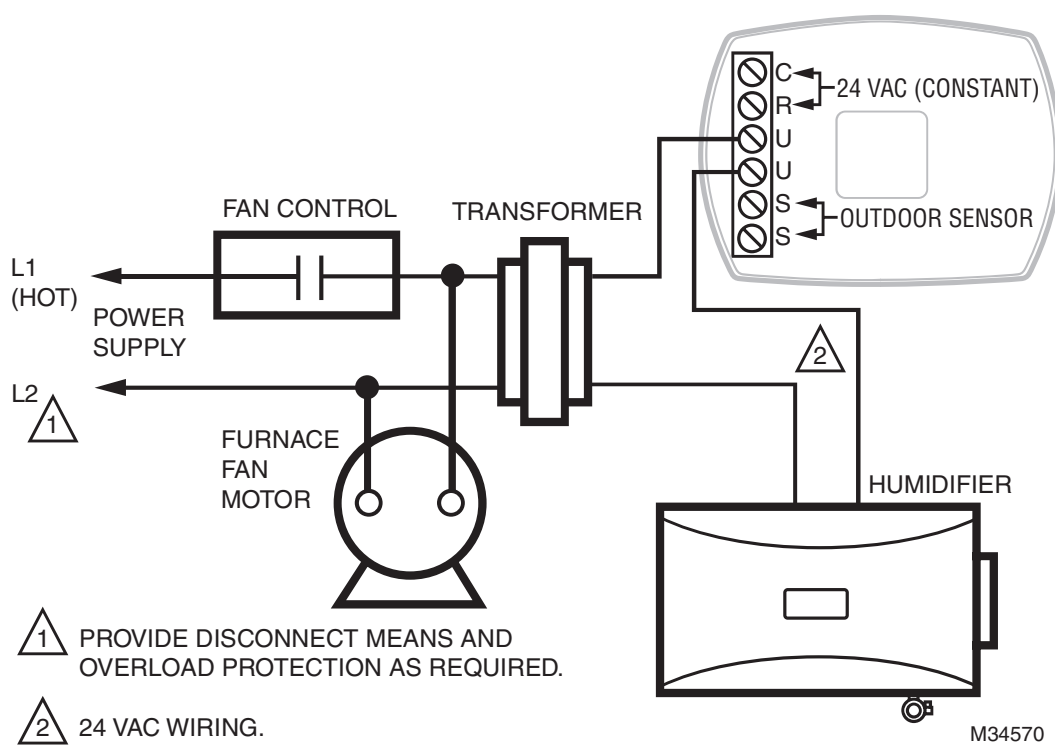 C
R
24 VAC (CONSTANT)
U
U
S
S
OUTDOOR SENSOR
FAN CONTROL
TRANSFORMER
L1
(HOT)
POWER
SUPPLY
L2
1
2
FURNACE
FAN
MOTOR
HUMIDIFIER
1 PROVIDE DISCONNECT MEANS AND
OVERLOAD PROTECTION AS REQUIRED.
2 24 VAC WIRING.
M34570